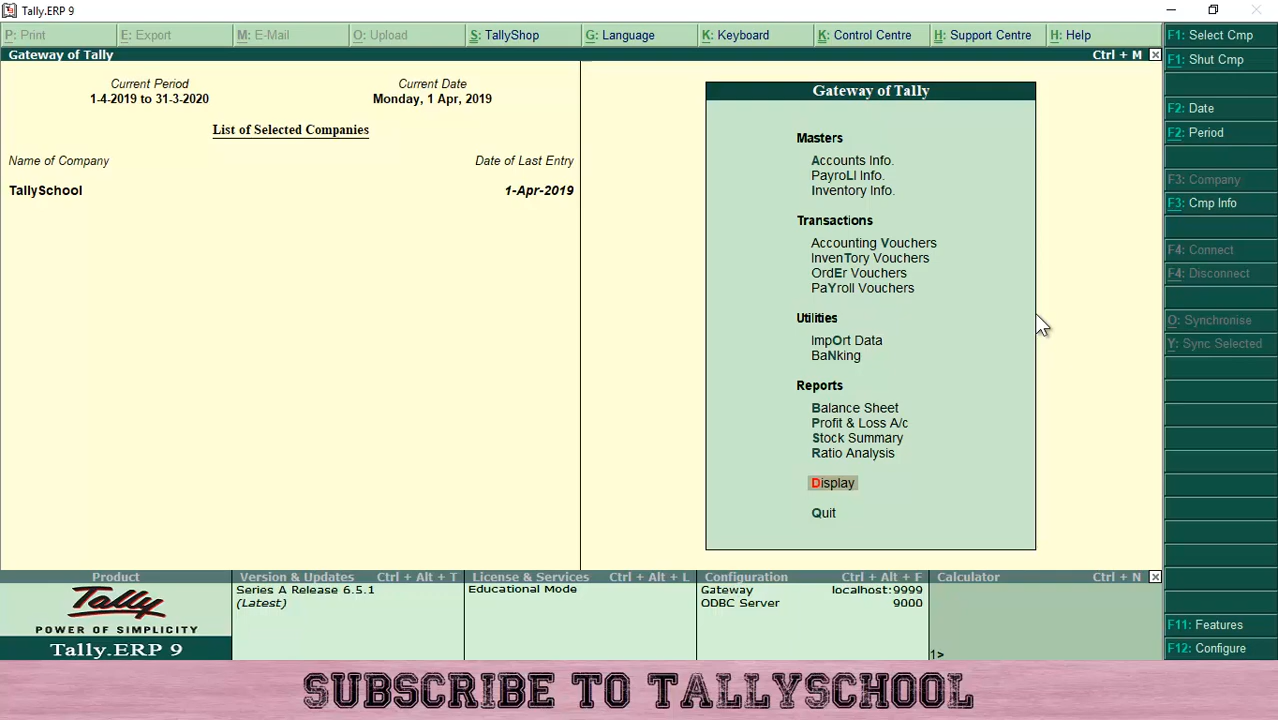 Tally.ERP 9
P: Print
E: Export
M: E-Mail
O: Upload
S: TallyShop
G: Language
K: Keyboard
K: Control Centre
H: Support Centre
H: Help
Gateway of Tally
Ctrl + M
Current Period
1-4-2019 to 31-3-2020
Current Date
Monday, 1 Apr, 2019
List of Selected Companies
Name of Company
Date of Last Entry
TallySchool
1-Apr-2019
Gateway of Tally
Masters
Accounts Info.
PayroLl Info.
Inventory Info.
Transactions
Accounting Vouchers
InvenTory Vouchers
OrdEr Vouchers
PaYroll Vouchers
Utilities
ImpOrt Data
BaNking
Reports
Balance Sheet
Profit & Loss A/c
Stock Summary
Ratio Analysis
Display
Quit
F1: Select Cmp
F1: Shut Cmp
F2: Date
F2: Period
F3: Company
F3: Cmp Info
F4: Connect
F4: Disconnect
O: Synchronise
Y: Sync Selected
F11: Features
F12: Configure
Product
Tally
POWER OF SIMPLICITY
Tally.ERP 9
Version & Updates Ctrl + Alt + T
Series A Release 6.5.1
(Latest)
License & Services Ctrl + Alt + L
Educational Mode
Configuration Ctrl + Alt + F
Gateway localhost:9999
ODBC Server 9000
Calculator Ctrl + N
1>
SUBSCRIBE TO TALLYSCHOOL